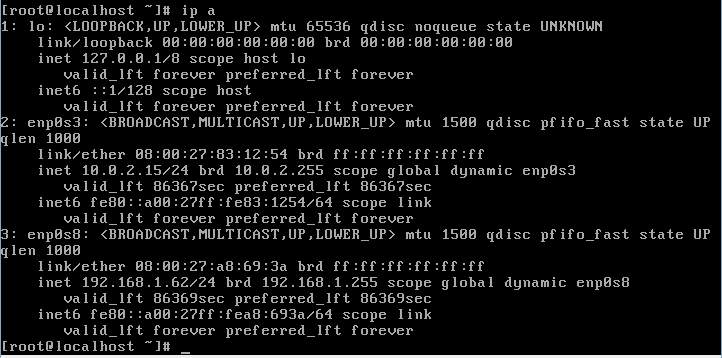 [root@localhost ~]# ip a
1: lo: <LOOPBACK,UP,LOWER_UP> mtu 65536 qdisc noqueue state UNKNOWN
    link/loopback 00:00:00:00:00:00 brd 00:00:00:00:00:00
    inet 127.0.0.1/8 scope host lo
       valid_lft forever preferred_lft forever
    inet6 ::1/128 scope host
       valid_lft forever preferred_lft forever
2: enp0s3: <BROADCAST,MULTICAST,UP,LOWER_UP> mtu 1500 qdisc pfifo_fast state UP
qlen 1000
    link/ether 08:00:27:83:12:54 brd ff:ff:ff:ff:ff:ff
    inet 10.0.2.15/24 brd 10.0.2.255 scope global dynamic enp0s3
       valid_lft 86367sec preferred_lft 86367sec
    inet6 fe80::a00:27ff:fe83:1254/64 scope link
       valid_lft forever preferred_lft forever
3: enp0s8: <BROADCAST,MULTICAST,UP,LOWER_UP> mtu 1500 qdisc pfifo_fast state UP
qlen 1000
    link/ether 08:00:27:a8:69:3a brd ff:ff:ff:ff:ff:ff
    inet 192.168.1.62/24 brd 192.168.1.255 scope global dynamic enp0s8
       valid_lft 86369sec preferred_lft 86369sec
    inet6 fe80::a00:27ff:fea8:693a/64 scope link
       valid_lft forever preferred_lft forever
[root@localhost ~]# _